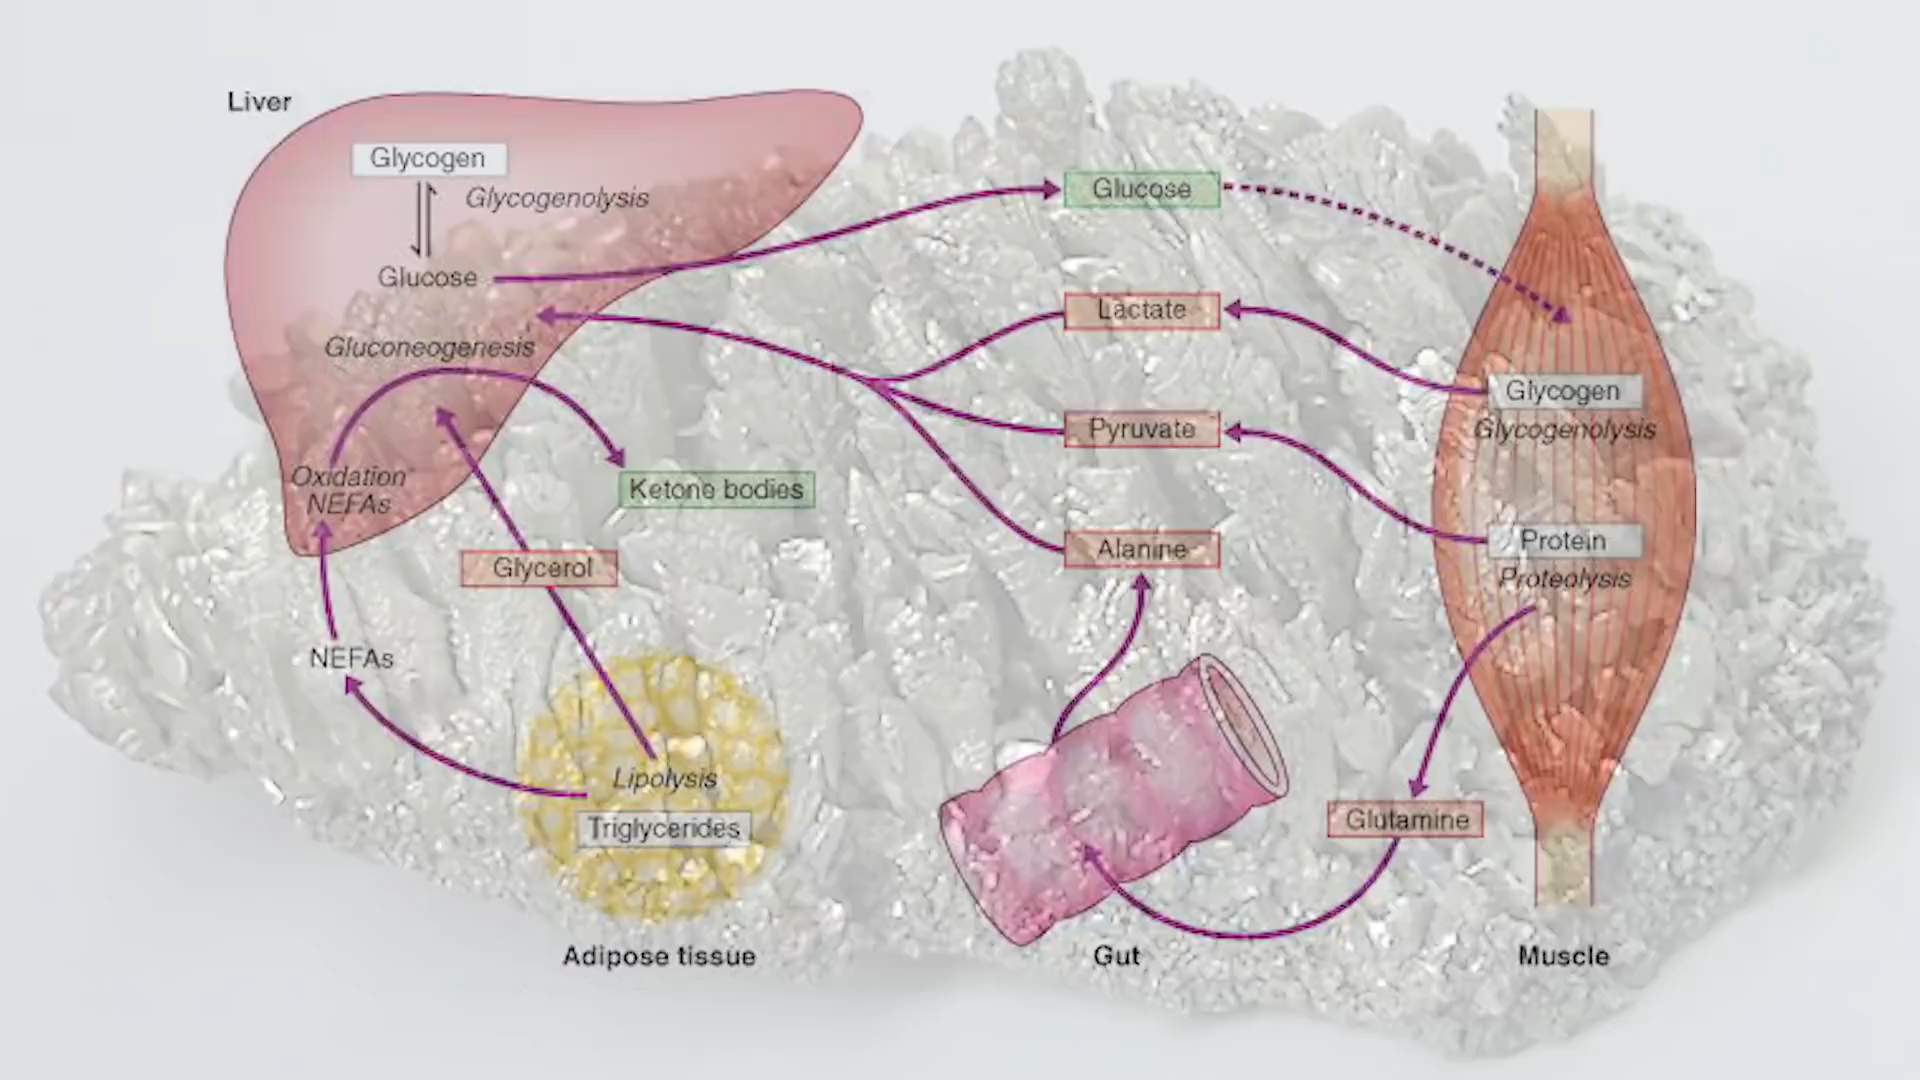 Liver
Glycogen
Glycogenolysis
Glucose
Gluconeogenesis
Oxidation
NEFAs
Ketone bodies
Glycerol
NEFAs
Lipolysis
Triglycerides
Adipose tissue
Glucose
Lactate
Pyruvate
Alanine
Gut
Glutamine
Glycogen
Glycogenolysis
Protein
Proteolysis
Muscle